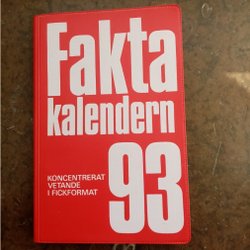 Fakta
kalendern
KONCENTRERAT
VETANDE
I FICKFORMAT
93